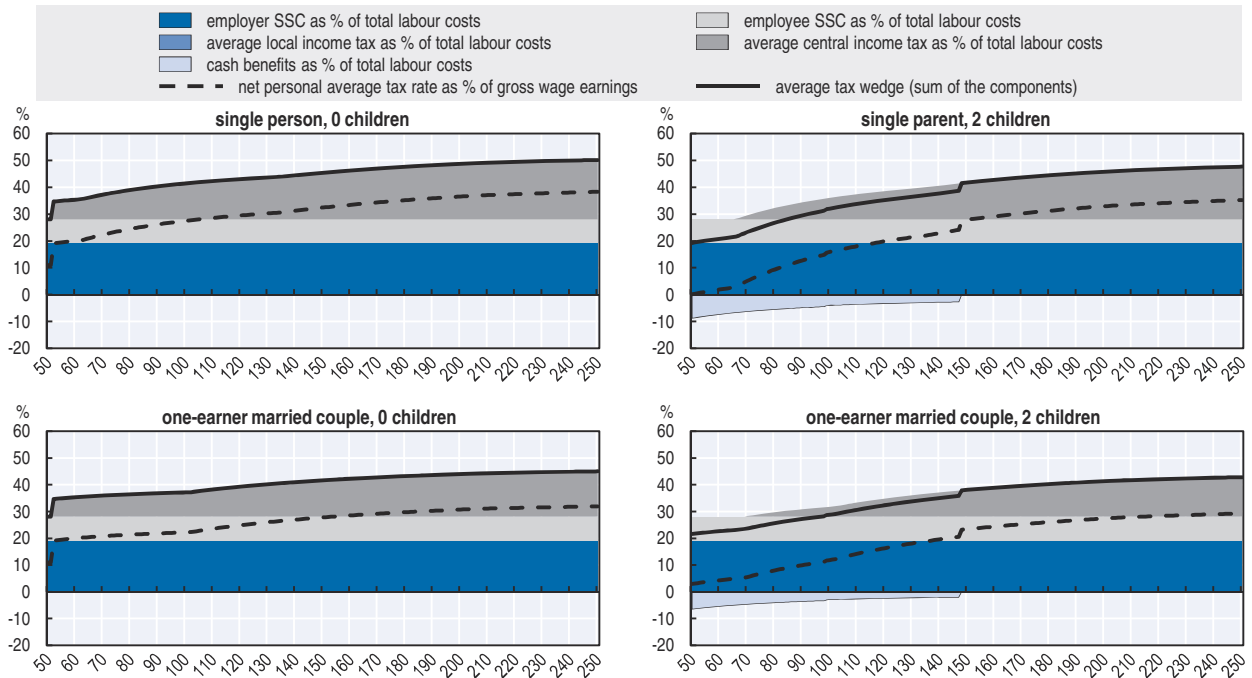 employer SSC as % of total labour costs
employee SSC as % of total labour costs
average local income tax as % of total labour costs
average central income tax as % of total labour costs
cash benefits as % of total labour costs
net personal average tax rate as % of gross wage earnings
average tax wedge (sum of the components)
%
single person, 0 children
60
50
40
30
20
10
0
-10
-20
50 60 70 80 90 100 110 120 130 140 150 160 170 180 190 200 210 220 230 240 250
%
single parent, 2 children
60
50
40
30
20
10
0
-10
-20
50 60 70 80 90 100 110 120 130 140 150 160 170 180 190 200 210 220 230 240 250
%
one-earner married couple, 0 children
60
50
40
30
20
10
0
-10
-20
50 60 70 80 90 100 110 120 130 140 150 160 170 180 190 200 210 220 230 240 250
%
one-earner married couple, 2 children
60
50
40
30
20
10
0
-10
-20
50 60 70 80 90 100 110 120 130 140 150 160 170 180 190 200 210 220 230 240 250